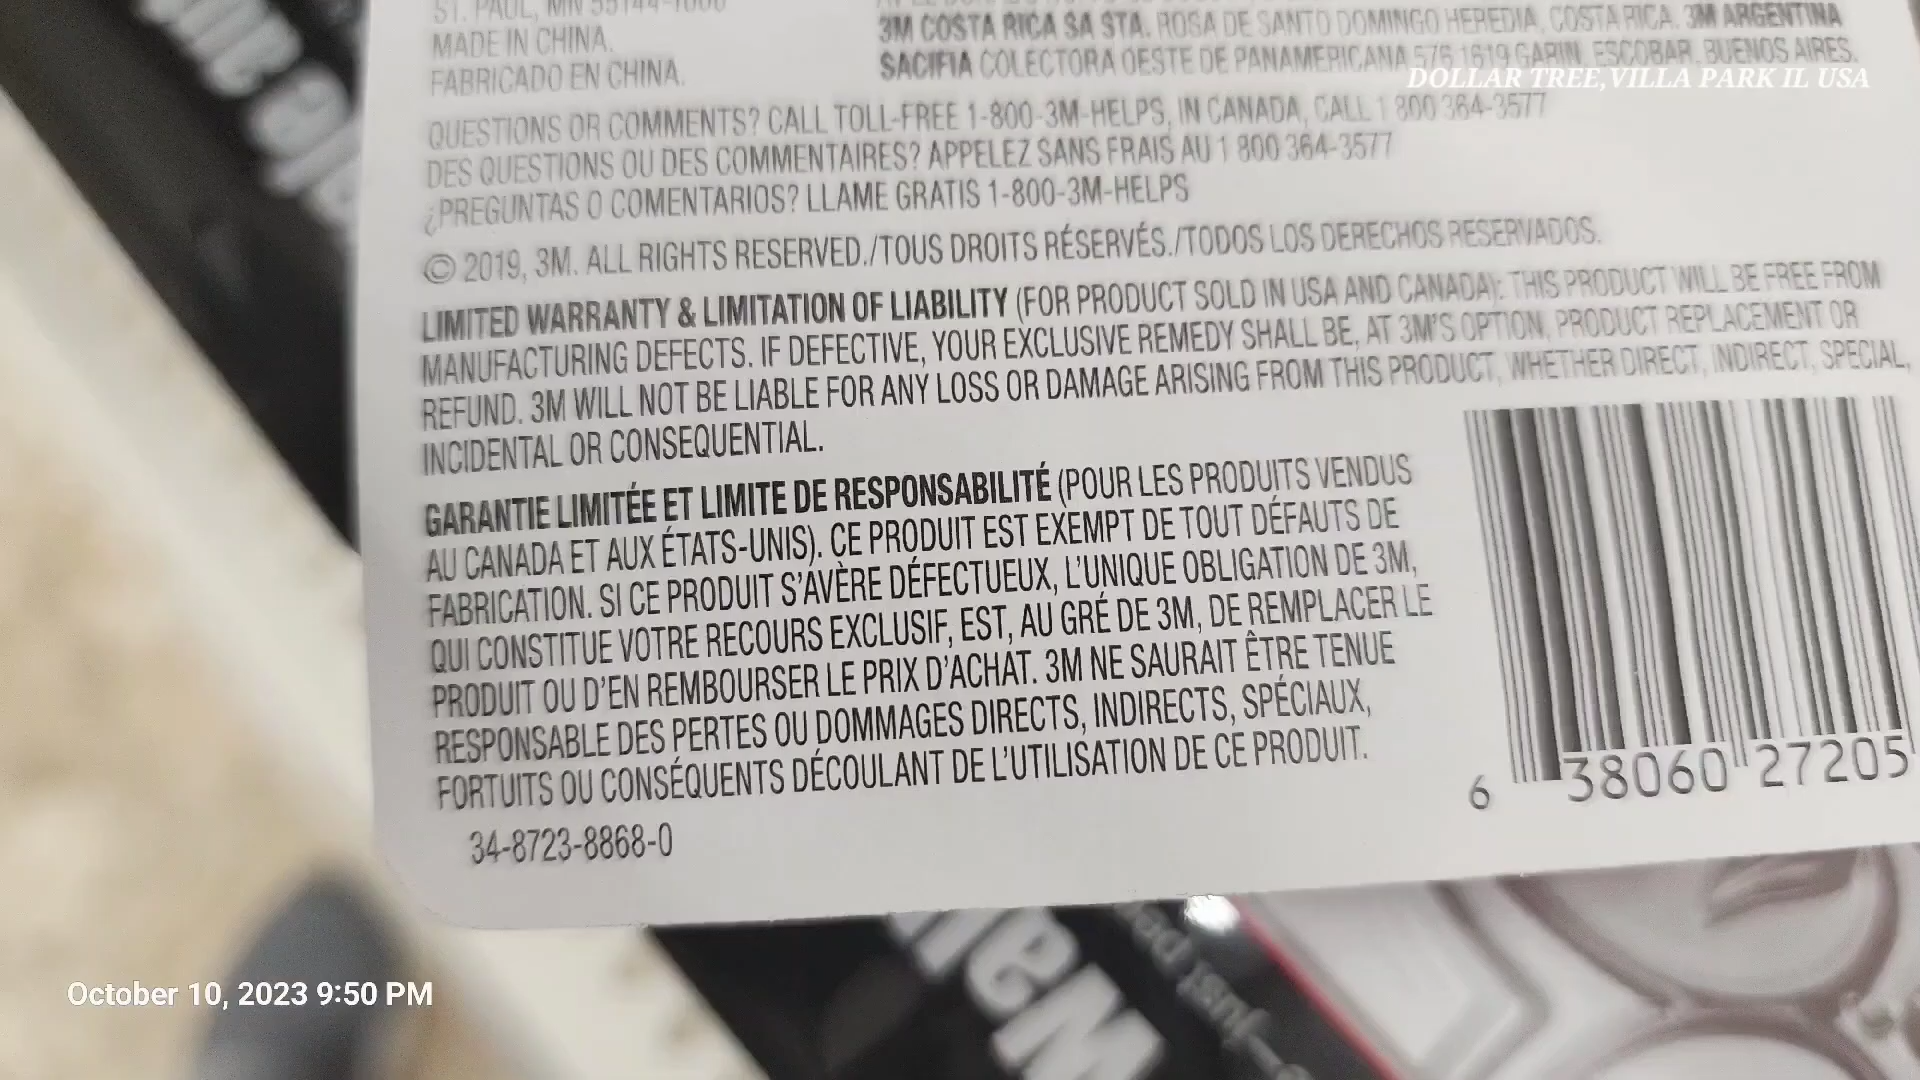 ST. PAUL, MN 55144-1000
MADE IN CHINA.
FABRICADO EN CHINA.
3M COSTA RICA SA STA. ROSA DE SANTO DOMINGO HEREDIA, COSTA RICA. 3M ARGENTINA
SACIFIA COLECTORA OESTE DE PANAMERICANA 576 1619 GARIN, ESCOBAR, BUENOS AIRES.
DOLLAR TREE,VILLA PARK IL USA
QUESTIONS OR COMMENTS? CALL TOLL-FREE 1-800-3M-HELPS, IN CANADA, CALL 1 800 364-3577
DES QUESTIONS OU DES COMMENTAIRES? APPELEZ SANS FRAIS AU 1 800 364-3577
¿PREGUNTAS O COMENTARIOS? LLAME GRATIS 1-800-3M-HELPS
© 2019, 3M. ALL RIGHTS RESERVED./TOUS DROITS RÉSERVÉS./TODOS LOS DERECHOS RESERVADOS.
LIMITED WARRANTY & LIMITATION OF LIABILITY (FOR PRODUCT SOLD IN USA AND CANADA): THIS PRODUCT WILL BE FREE FROM
MANUFACTURING DEFECTS. IF DEFECTIVE, YOUR EXCLUSIVE REMEDY SHALL BE, AT 3M'S OPTION, PRODUCT REPLACEMENT OR
REFUND. 3M WILL NOT BE LIABLE FOR ANY LOSS OR DAMAGE ARISING FROM THIS PRODUCT, WHETHER DIRECT, INDIRECT, SPECIAL,
INCIDENTAL OR CONSEQUENTIAL.
GARANTIE LIMITÉE ET LIMITE DE RESPONSABILITÉ (POUR LES PRODUITS VENDUS
AU CANADA ET AUX ÉTATS-UNIS). CE PRODUIT EST EXEMPT DE TOUT DÉFAUTS DE
FABRICATION. SI CE PRODUIT S'AVÈRE DÉFECTUEUX, L'UNIQUE OBLIGATION DE 3M,
QUI CONSTITUE VOTRE RECOURS EXCLUSIF, EST, AU GRÉ DE 3M, DE REMPLACER LE
PRODUIT OU D'EN REMBOURSER LE PRIX D'ACHAT. 3M NE SAURAIT ÊTRE TENUE
RESPONSABLE DES PERTES OU DOMMAGES DIRECTS, INDIRECTS, SPÉCIAUX,
FORTUITS OU CONSÉQUENTS DÉCOULANT DE L'UTILISATION DE CE PRODUIT.
34-8723-8868-0
6 38060 27205
October 10, 2023 9:50 PM